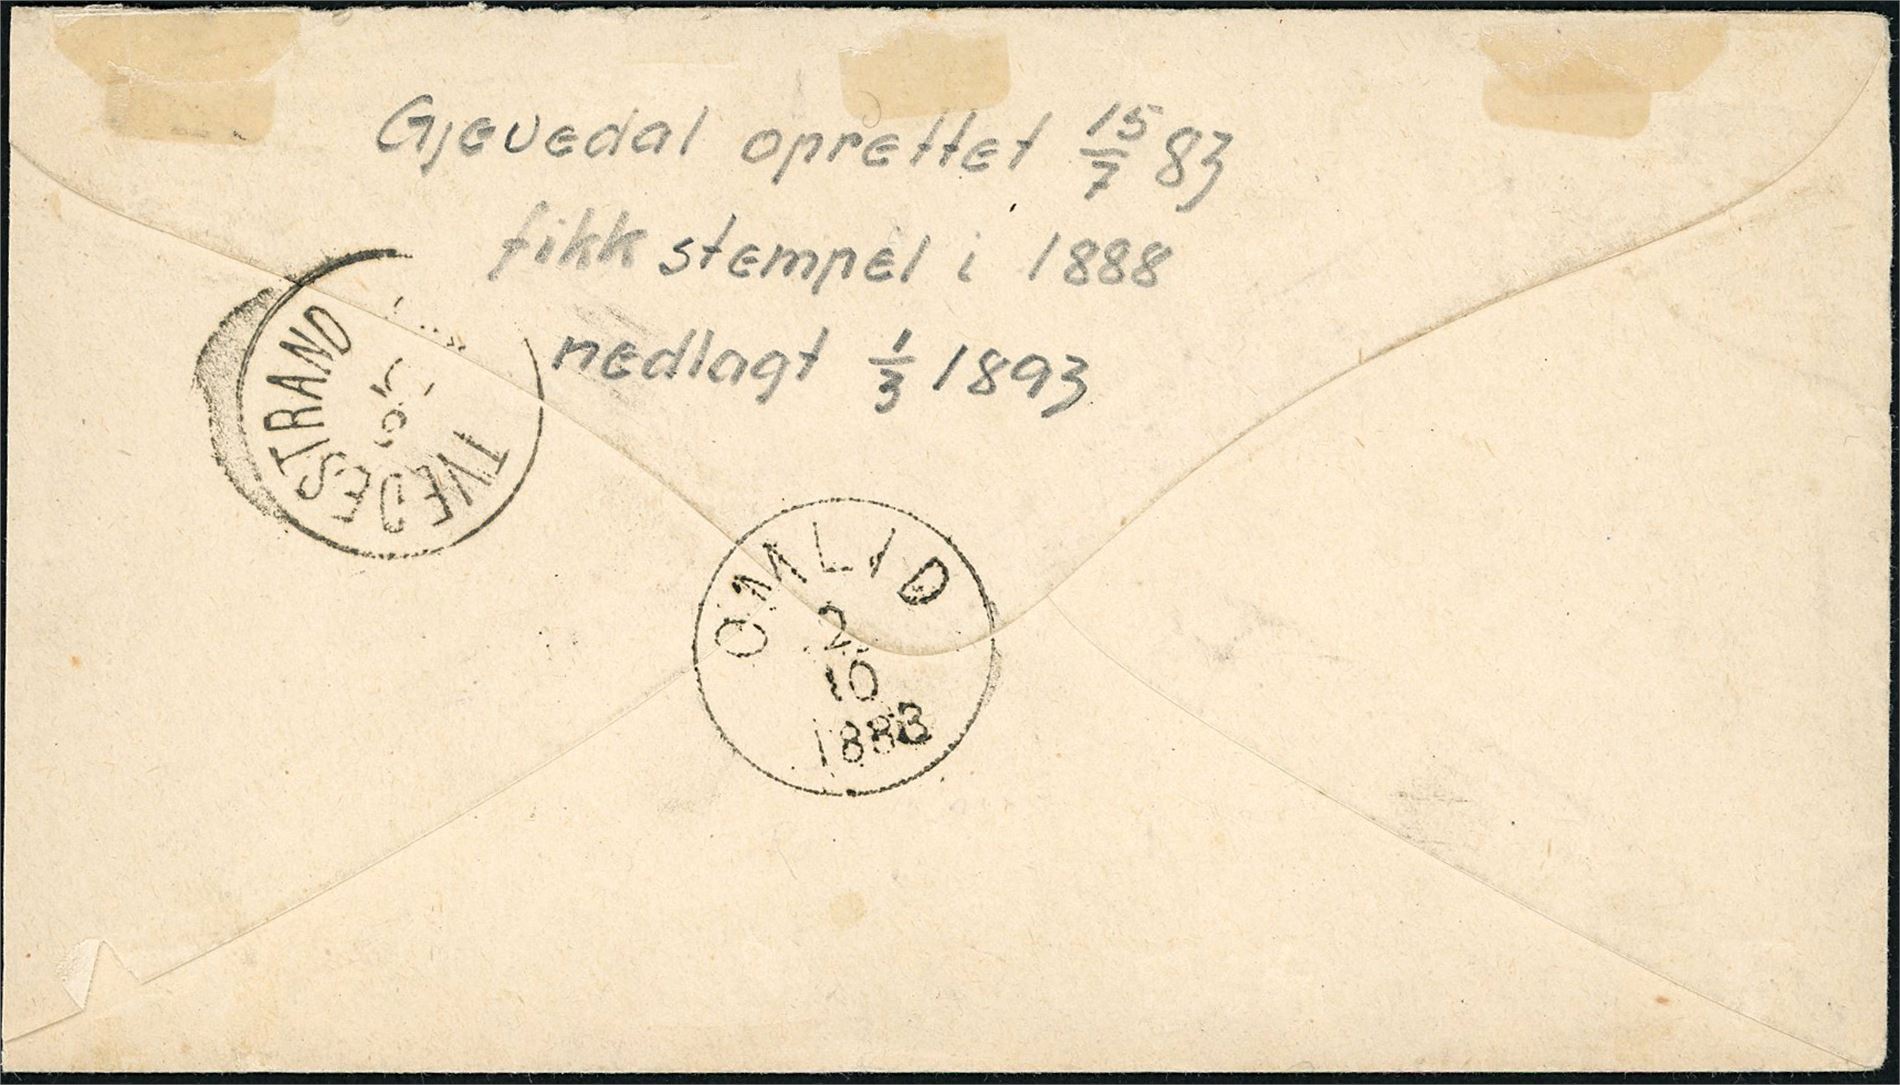 Gjevedal oprettet 15/7 83
fikk stempel i 1888
nedlagt 1/3 1893
TVEDESTRAND
OMLID
2
10
1888